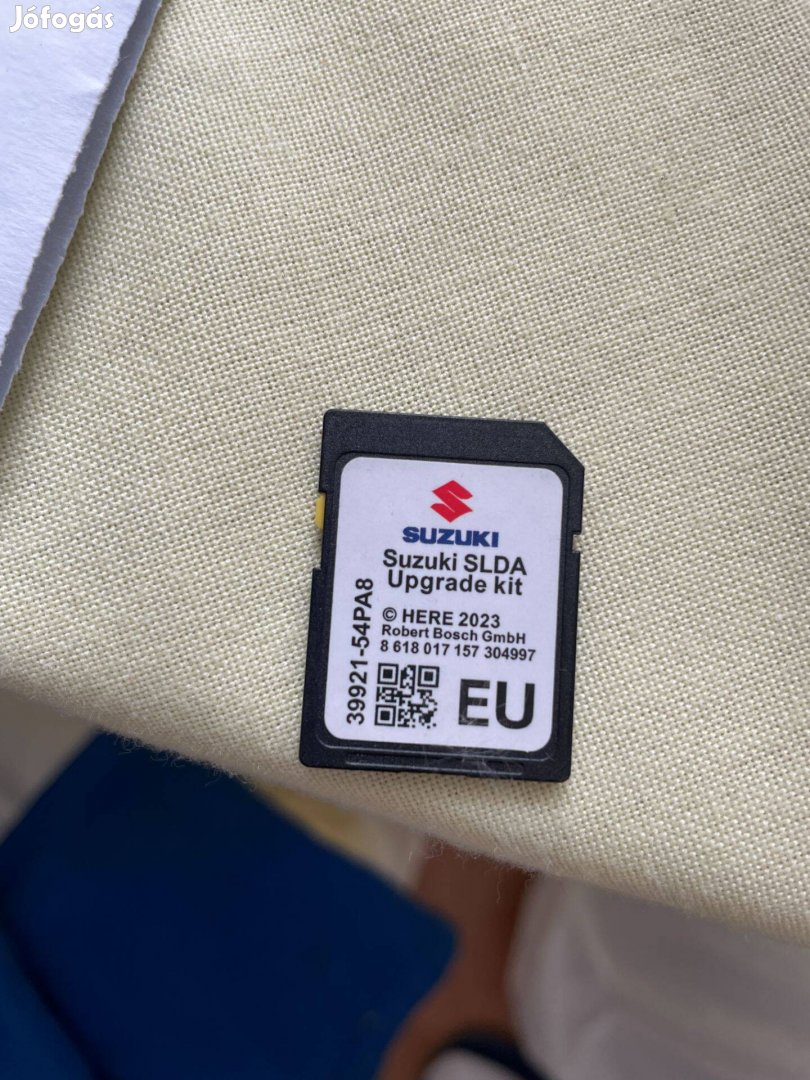 Jófogás
SUZUKI
Suzuki SLDA
Upgrade kit
© HERE 2023
Robert Bosch GmbH
8 618 017 157 304997
39921-54PA8
EU